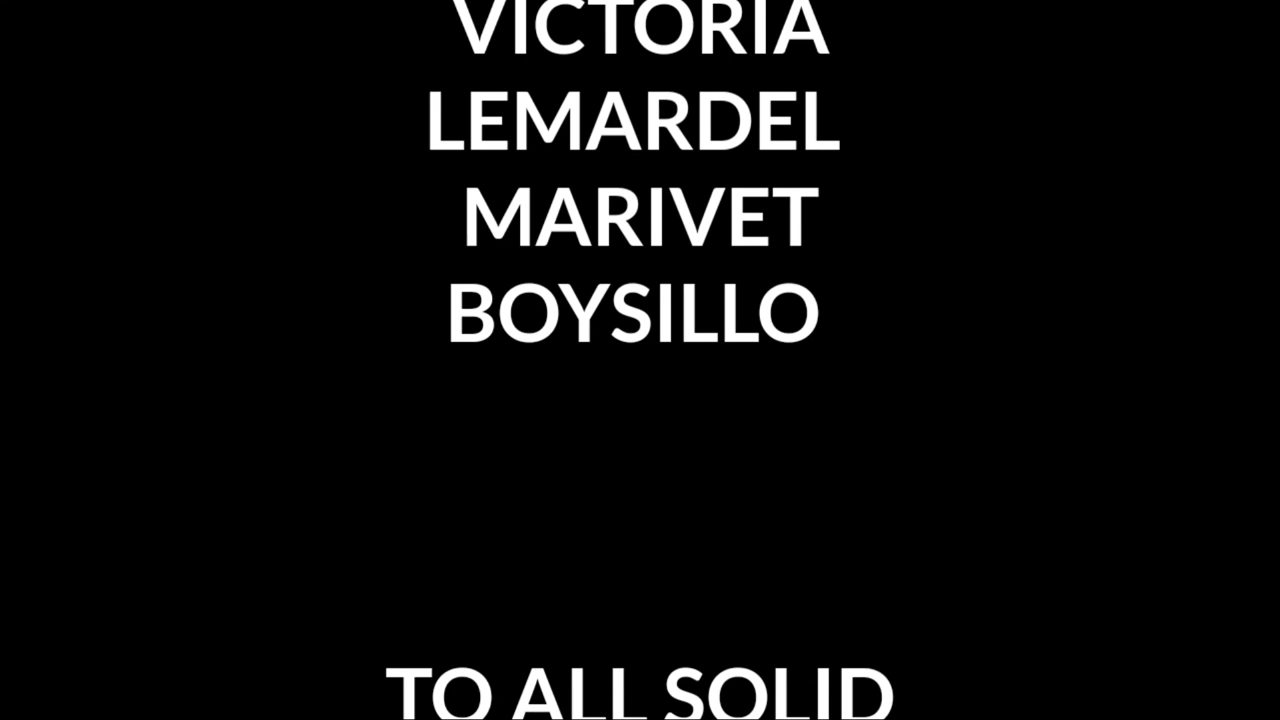 VICTORIA
LEMARDEL
MARIVET
BOYSILLO
TO ALL SOLID